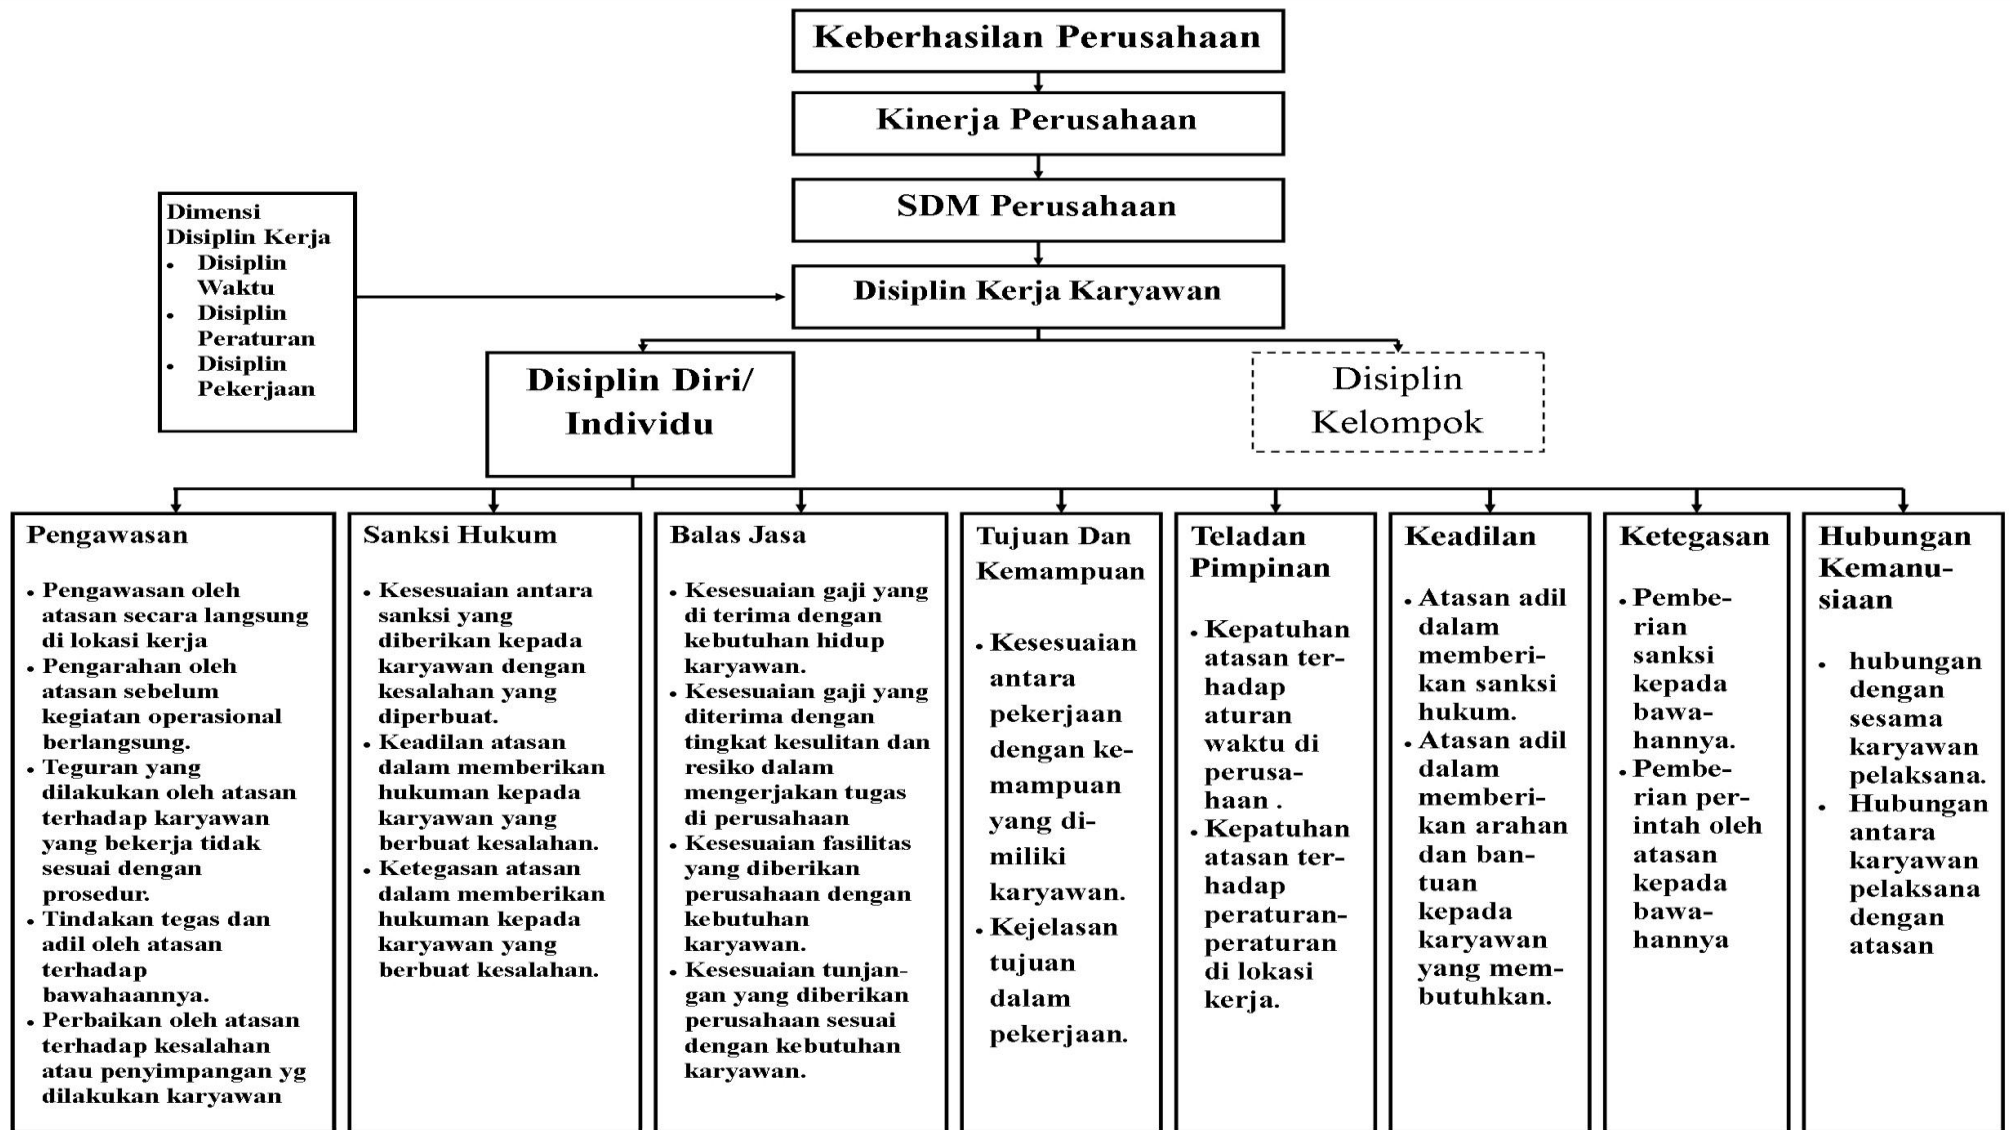 Keberhasilan Perusahaan
Kinerja Perusahaan
SDM Perusahaan
Disiplin Kerja Karyawan
Dimensi
Disiplin Kerja
• Disiplin
Waktu
• Disiplin
Peraturan
• Disiplin
Pekerjaan
Disiplin Diri/
Individu
Disiplin
Kelompok
Pengawasan
• Pengawasan oleh
atasan secara langsung
di lokasi kerja
• Pengarahan oleh
atasan sebelum
kegiatan operasional
berlangsung.
• Teguran yang
dilakukan oleh atasan
terhadap karyawan
yang bekerja tidak
sesuai dengan
prosedur.
• Tindakan tegas dan
adil oleh atasan
terhadap
bawahaannya.
• Perbaikan oleh atasan
terhadap kesalahan
atau penyimpangan yg
dilakukan karyawan
Sanksi Hukum
• Kesesuaian antara
sanksi yang
diberikan kepada
karyawan dengan
kesalahan yang
diperbuat.
• Keadilan atasan
dalam memberikan
hukuman kepada
karyawan yang
berbuat kesalahan.
• Ketegasan atasan
dalam memberikan
hukuman kepada
karyawan yang
berbuat kesalahan.
Balas Jasa
• Kesesuaian gaji yang
di terima dengan
kebutuhan hidup
karyawan.
• Kesesuaian gaji yang
diterima dengan
tingkat kesulitan dan
resiko dalam
mengerjakan tugas
di perusahaan
• Kesesuaian fasilitas
yang diberikan
perusahaan dengan
kebutuhan
karyawan.
• Kesesuaian tunjan-
gan yang diberikan
perusahaan sesuai
dengan kebutuhan
karyawan.
Tujuan Dan
Kemampuan
• Kesesuaian
antara
pekerjaan
dengan ke-
mampuan
yang di-
miliki
karyawan.
• Kejelasan
tujuan
dalam
pekerjaan.
Teladan
Pimpinan
• Kepatuhan
atasan ter-
hadap
aturan
waktu di
perusa-
haan .
• Kepatuhan
atasan ter-
hadap
peraturan-
peraturan
di lokasi
kerja.
Keadilan
• Atasan adil
dalam
memberi-
kan sanksi
hukum.
• Atasan adil
dalam
memberi-
kan arahan
dan ban-
tuan
kepada
karyawan
yang mem-
butuhkan.
Ketegasan
• Pembe-
rian
sanksi
kepada
bawa-
hannya.
• Pembe-
rian per-
intah oleh
atasan
kepada
bawa-
hannya
Hubungan
Kemanu-
siaan
• hubungan
dengan
sesama
karyawan
pelaksana.
• Hubungan
antara
karyawan
pelaksana
dengan
atasan